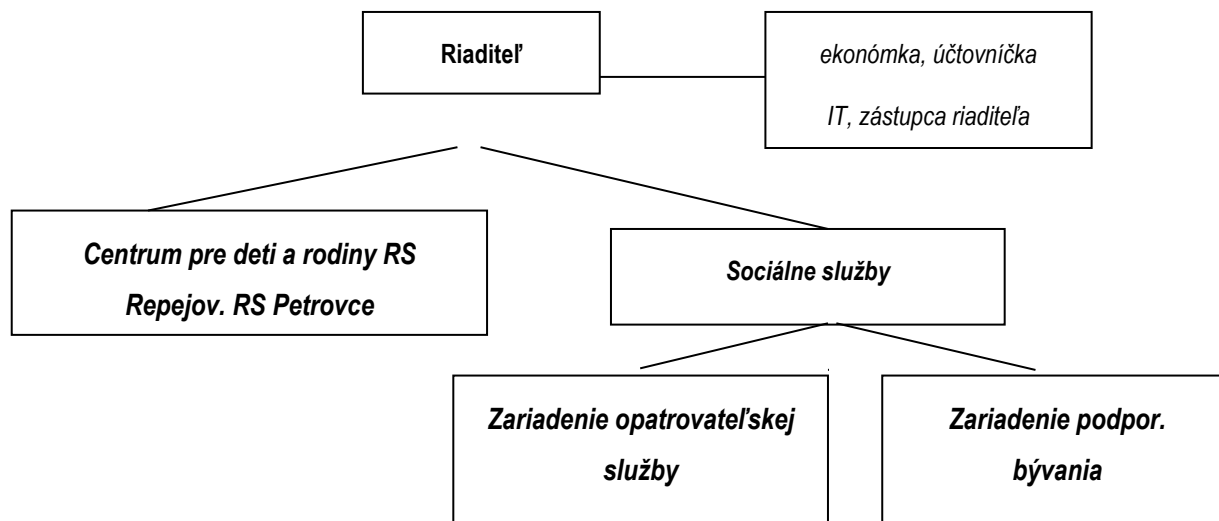 Riaditeľ
ekonómka, účtovníčka
IT, zástupca riaditeľa
Centrum pre deti a rodiny RS
Repejov. RS Petrovce
Sociálne služby
Zariadenie opatrovateľskej
služby
Zariadenie podpor.
bývania